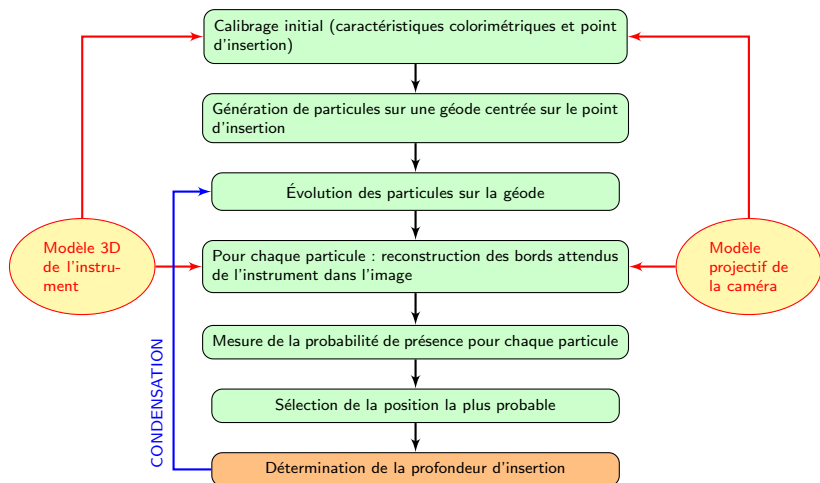 Calibrage initial (caractéristiques colorimétriques et point
d'insertion)
Génération de particules sur une géode centrée sur le point
d'insertion
Évolution des particules sur la géode
Modèle 3D
de l'instru-
ment
Pour chaque particule : reconstruction des bords attendus
de l'instrument dans l'image
Modèle
projectif de
la caméra
Mesure de la probabilité de présence pour chaque particule
CONDENSATION
Sélection de la position la plus probable
Détermination de la profondeur d'insertion